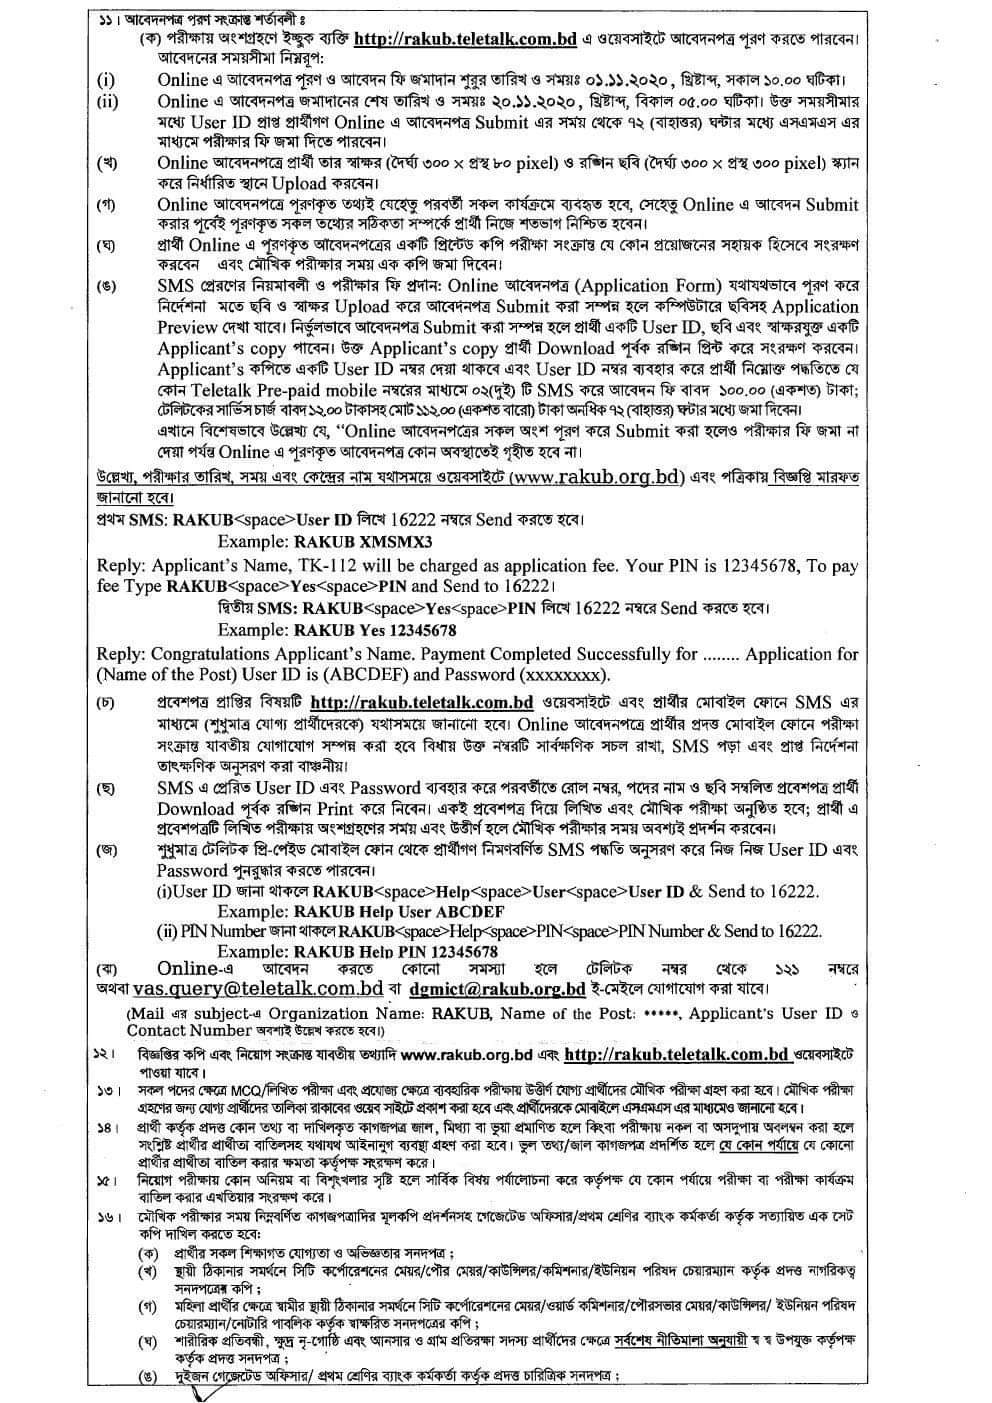 ১১। আবেদনপত্র পূরণ সংক্রান্ত শর্তাবলী ঃ
(ক) পরীক্ষায় অংশগ্রহণে ইচ্ছুক ব্যক্তি http://rakub.teletalk.com.bd এ ওয়েবসাইটে আবেদনপত্র পূরণ করতে পারবেন।
আবেদনের সময়সীমা নিম্নরূপ:
(i) Online এ আবেদনপত্র পূরণ ও আবেদন ফি জমাদান শুরুর তারিখ ও সময়ঃ ০১.১১.২০২০, খ্রিষ্টাব্দ, সকাল ১০.০০ ঘটিকা।
(ii) Online এ আবেদনপত্র জমাদানের শেষ তারিখ ও সময়ঃ ২০.১১.২০২০, খ্রিষ্টাব্দ, বিকাল ০৫.০০ ঘটিকা। উক্ত সময়সীমার
মধ্যে User ID প্রাপ্ত প্রার্থীগণ Online এ আবেদনপত্র Submit এর সময় থেকে ৭২ (বাহাত্তর) ঘন্টার মধ্যে এসএমএস এর
মাধ্যমে পরীক্ষার ফি জমা দিতে পারবেন।
(খ) Online আবেদনপত্রে প্রার্থী তার স্বাক্ষর (দৈর্ঘ্য ৩০০ × প্রস্থ ৮০ pixel) ও রঙ্গিন ছবি (দৈর্ঘ্য ৩০০ × প্রস্থ ৩০০ pixel) স্ক্যান
করে নির্ধারিত স্থানে Upload করবেন।
(গ) Online আবেদনপত্রে পূরণকৃত তথ্যই যেহেতু পরবর্তী সকল কার্যক্রমে ব্যবহৃত হবে, সেহেতু Online এ আবেদন Submit
করার পূর্বেই পূরণকৃত সকল তথ্যের সঠিকতা সম্পর্কে প্রার্থী নিজে শতভাগ নিশ্চিত হবেন।
(ঘ) প্রার্থী Online এ পূরণকৃত আবেদনপত্রের একটি প্রিন্টেড কপি পরীক্ষা সংক্রান্ত যে কোন প্রয়োজনের সহায়ক হিসেবে সংরক্ষণ
করবেন এবং মৌখিক পরীক্ষার সময় এক কপি জমা দিবেন।
(ঙ) SMS প্রেরণের নিয়মাবলী ও পরীক্ষার ফি প্রদান: Online আবেদনপত্র (Application Form) যথাযথভাবে পূরণ করে
নির্দেশনা মতে ছবি ও স্বাক্ষর Upload করে আবেদনপত্র Submit করা সম্পন্ন হলে কম্পিউটারে ছবিসহ Application
Preview দেখা যাবে। নির্ভুলভাবে আবেদনপত্র Submit করা সম্পন্ন হলে প্রার্থী একটি User ID, ছবি এবং স্বাক্ষরযুক্ত একটি
Applicant's copy পাবেন। উক্ত Applicant's copy প্রার্থী Download পূর্বক রঙ্গিন প্রিন্ট করে সংরক্ষণ করবেন।
Applicant's কপিতে একটি User ID নম্বর দেয়া থাকবে এবং User ID নম্বর ব্যবহার করে প্রার্থী নিম্নোক্ত পদ্ধতিতে যে
কোন Teletalk Pre-paid mobile নম্বরের মাধ্যমে ০২(দুই) টি SMS করে আবেদন ফি বাবদ ১০০.০০ (একশত) টাকা;
টেলিটকের সার্ভিস চার্জ বাবদ ১২.০০ টাকাসহ মোট ১১২.০০ (একশত বারো) টাকা অনধিক ৭২ (বাহাত্তর) ঘন্টার মধ্যে জমা দিবেন।
এখানে বিশেষভাবে উল্লেখ্য যে, "Online আবেদনপত্রের সকল অংশ পূরণ করে Submit করা হলেও পরীক্ষার ফি জমা না
দেয়া পর্যন্ত Online এ পূরণকৃত আবেদনপত্র কোন অবস্থাতেই গৃহীত হবে না।
উল্লেখ্য, পরীক্ষার তারিখ, সময় এবং কেন্দ্রের নাম যথাসময়ে ওয়েবসাইটে (www.rakub.org.bd) এবং পত্রিকায় বিজ্ঞপ্তি মারফত
জানানো হবে।
প্রথম SMS: RAKUB<space>User ID লিখে 16222 নম্বরে Send করতে হবে।
Example: RAKUB XMSMX3
Reply: Applicant's Name, TK-112 will be charged as application fee. Your PIN is 12345678, To pay
fee Type RAKUB<space>Yes<space>PIN and Send to 16222।
দ্বিতীয় SMS: RAKUB<space>Yes<space>PIN লিখে 16222 নম্বরে Send করতে হবে।
Example: RAKUB Yes 12345678
Reply: Congratulations Applicant's Name. Payment Completed Successfully for ........ Application for
(Name of the Post) User ID is (ABCDEF) and Password (xxxxxxxx).
(চ) প্রবেশপত্র প্রাপ্তির বিষয়টি http://rakub.teletalk.com.bd ওয়েবসাইটে এবং প্রার্থীর মোবাইল ফোনে SMS এর
মাধ্যমে (শুধুমাত্র যোগ্য প্রার্থীদেরকে) যথাসময়ে জানানো হবে। Online আবেদনপত্রে প্রার্থীর প্রদত্ত মোবাইল ফোনে পরীক্ষা
সংক্রান্ত যাবতীয় যোগাযোগ সম্পন্ন করা হবে বিধায় উক্ত নম্বরটি সার্বক্ষণিক সচল রাখা, SMS পড়া এবং প্রাপ্ত নির্দেশনা
তাৎক্ষণিক অনুসরণ করা বাঞ্চনীয়।
(ছ) SMS এ প্রেরিত User ID এবং Password ব্যবহার করে পরবর্তীতে রোল নম্বর, পদের নাম ও ছবি সম্বলিত প্রবেশপত্র প্রার্থী
Download পূর্বক রঙ্গিন Print করে নিবেন। একই প্রবেশপত্র দিয়ে লিখিত এবং মৌখিক পরীক্ষা অনুষ্ঠিত হবে; প্রার্থী এ
প্রবেশপত্রটি লিখিত পরীক্ষায় অংশগ্রহণের সময় এবং উত্তীর্ণ হলে মৌখিক পরীক্ষার সময় অবশ্যই প্রদর্শন করবেন।
(জ) শুধুমাত্র টেলিটক প্রি-পেইড মোবাইল ফোন থেকে প্রার্থীগণ নিমণবর্ণিত SMS পদ্ধতি অনুসরণ করে নিজ নিজ User ID এবং
Password পুনরুদ্ধার করতে পারবেন।
(i)User ID জানা থাকলে RAKUB<space>Help<space>User<space>User ID & Send to 16222.
Example: RAKUB Help User ABCDEF
(ii) PIN Number জানা থাকলে RAKUB<space>Help<space>PIN<space>PIN Number & Send to 16222.
Example: RAKUB Help PIN 12345678
(ঝ) Online-এ আবেদন করতে কোনো সমস্যা হলে টেলিটক নম্বর থেকে ১২১ নম্বরে
অথবা vas.query@teletalk.com.bd বা dgmict@rakub.org.bd ই-মেইলে যোগাযোগ করা যাবে।
(Mail এর subject-এ Organization Name: RAKUB, Name of the Post: *****, Applicant's User ID ও
Contact Number অবশ্যই উল্লেখ করতে হবে।)
১২। বিজ্ঞপ্তির কপি এবং নিয়োগ সংক্রান্ত যাবতীয় তথ্যাদি www.rakub.org.bd এবং http://rakub.teletalk.com.bd ওয়েবসাইটে
পাওয়া যাবে।
১৩। সকল পদের ক্ষেত্রে MCQ/লিখিত পরীক্ষা এবং প্রযোজ্য ক্ষেত্রে ব্যবহারিক পরীক্ষায় উত্তীর্ণ যোগ্য প্রার্থীদের মৌখিক পরীক্ষা গ্রহণ করা হবে। মৌখিক পরীক্ষা
গ্রহণের জন্য যোগ্য প্রার্থীদের তালিকা রাকাবের ওয়েব সাইটে প্রকাশ করা হবে এবং প্রার্থীদেরকে মোবাইলে এসএমএস এর মাধ্যমেও জানানো হবে।
১৪। প্রার্থী কর্তৃক প্রদত্ত কোন তথ্য বা দাখিলকৃত কাগজপত্র জাল, মিথ্যা বা ভুয়া প্রমাণিত হলে কিংবা পরীক্ষায় নকল বা অসদুপায় অবলম্বন করা হলে
সংশ্লিষ্ট প্রার্থীর প্রার্থীতা বাতিলসহ যথাযথ আইনানুগ ব্যবস্থা গ্রহণ করা হবে। ভুল তথ্য/জাল কাগজপত্র প্রদর্শিত হলে যে কোন পর্যায়ে যে কোনো
প্রার্থীর প্রার্থীতা বাতিল করার ক্ষমতা কর্তৃপক্ষ সংরক্ষণ করে।
১৫। নিয়োগ পরীক্ষায় কোন অনিয়ম বা বিশৃংখলার সৃষ্টি হলে সার্বিক বিষয় পর্যালোচনা করে কর্তৃপক্ষ যে কোন পর্যায়ে পরীক্ষা বা পরীক্ষা কার্যক্রম
বাতিল করার এখতিয়ার সংরক্ষণ করে।
১৬। মৌখিক পরীক্ষার সময় নিম্নবর্ণিত কাগজপত্রাদির মূলকপি প্রদর্শনসহ গেজেটেড অফিসার/প্রথম শ্রেণির ব্যাংক কর্মকর্তা কর্তৃক সত্যায়িত এক সেট
কপি দাখিল করতে হবে:
(ক) প্রার্থীর সকল শিক্ষাগত যোগ্যতা ও অভিজ্ঞতার সনদপত্র ;
(খ) স্থায়ী ঠিকানার সমর্থনে সিটি কর্পোরেশনের মেয়র/পৌর মেয়র/কাউন্সিলর/কমিশনার/ইউনিয়ন পরিষদ চেয়ারম্যান কর্তৃক প্রদত্ত নাগরিকত্ব
সনদপত্রের কপি ;
(গ) মহিলা প্রার্থীর ক্ষেত্রে স্বামীর স্থায়ী ঠিকানার সমর্থনে সিটি কর্পোরেশনের মেয়র/ওয়ার্ড কমিশনার/পৌরসভার মেয়র/কাউন্সিলর/ ইউনিয়ন পরিষদ
চেয়ারম্যান/নোটারি পাবলিক কর্তৃক স্বাক্ষরিত সনদপত্রের কপি ;
(ঘ) শারীরিক প্রতিবন্ধী, ক্ষুদ্র নৃ-গোষ্ঠি এবং আনসার ও গ্রাম প্রতিরক্ষা সদস্য প্রার্থীদের ক্ষেত্রে সর্বশেষ নীতিমালা অনুযায়ী স্ব স্ব উপযুক্ত কর্তৃপক্ষ
কর্তৃক প্রদত্ত সনদপত্র ;
(ঙ) দুইজন গেজেটেড অফিসার/ প্রথম শ্রেণির ব্যাংক কর্মকর্তা কর্তৃক প্রদত্ত চারিত্রিক সনদপত্র ;